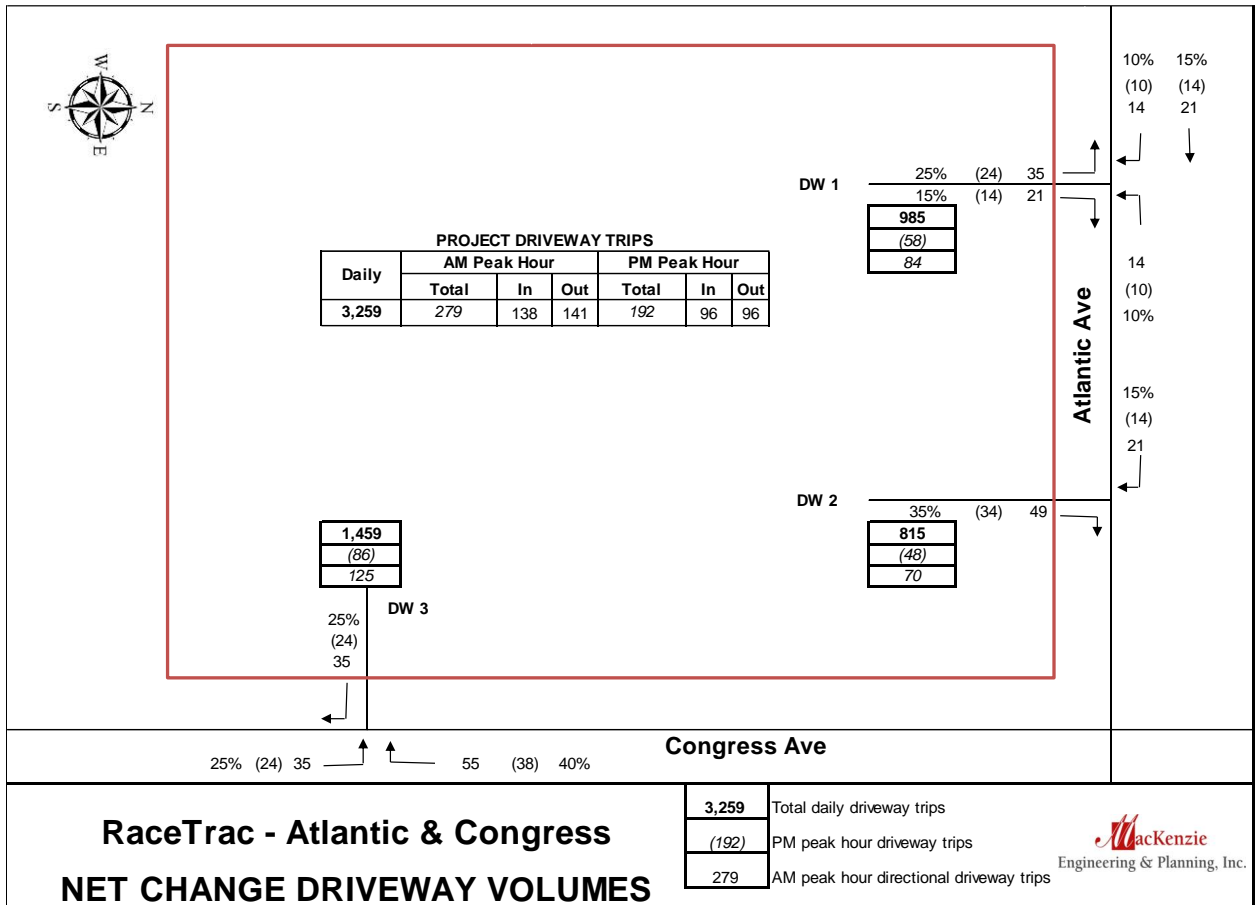 W
N
S
E
10% 15%
(10) (14)
14 21
DW 1
25% (24) 35
15% (14) 21
985
(58)
84
PROJECT DRIVEWAY TRIPS
Daily AM Peak Hour PM Peak Hour
Total In Out Total In Out
3,259 279 138 141 192 96 96
14
(10)
10%
Atlantic Ave
15%
(14)
21
DW 2
35% (34) 49
815
(48)
70
1,459
(86)
125
DW 3
25%
(24)
35
Congress Ave
25% (24) 35
55 (38) 40%
RaceTrac - Atlantic & Congress
NET CHANGE DRIVEWAY VOLUMES
3,259 Total daily driveway trips
(192) PM peak hour driveway trips
279 AM peak hour directional driveway trips
MacKenzie
Engineering & Planning, Inc.